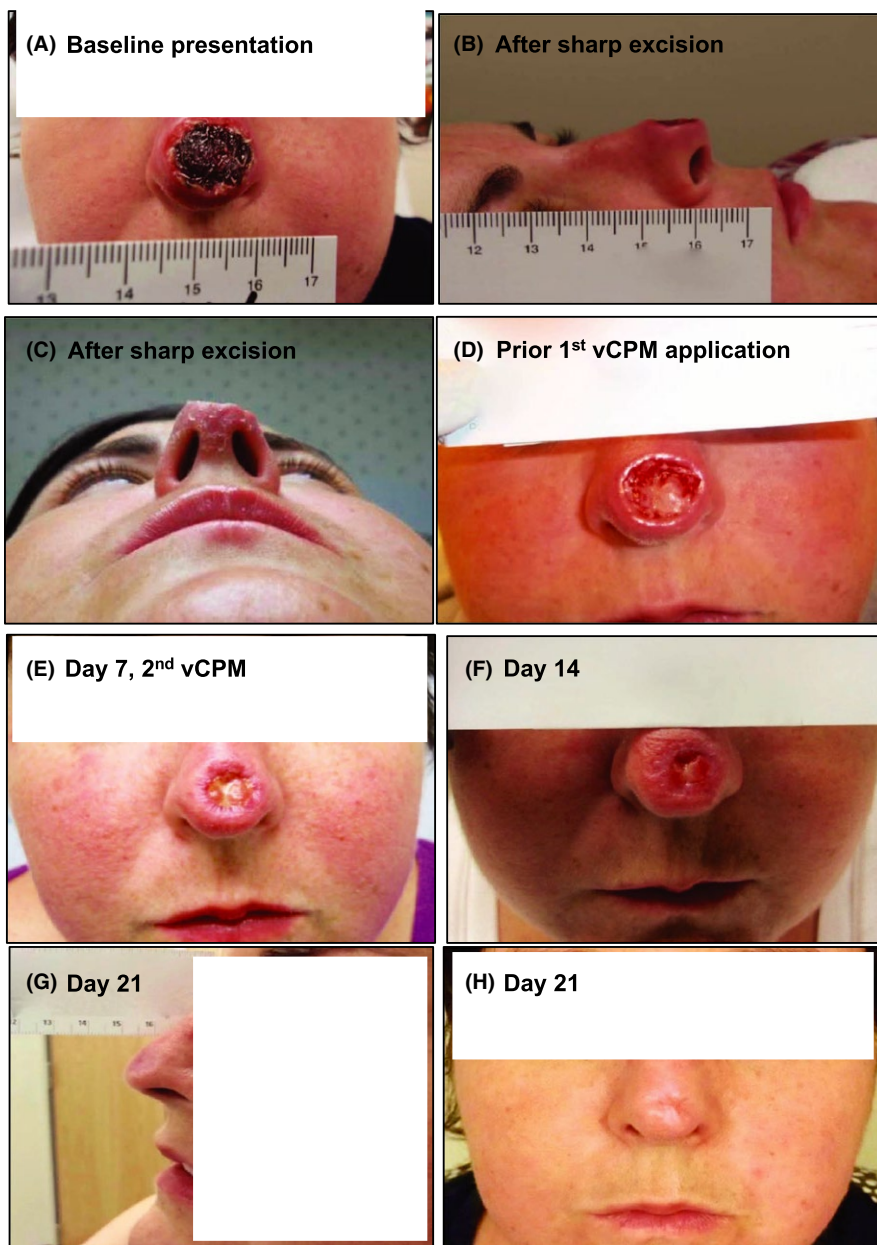 (A) Baseline presentation
(B) After sharp excision
13 14 15 16 17
12 13 14 15 16 17
(C) After sharp excision
(D) Prior 1st vCPM application
(E) Day 7, 2nd vCPM
(F) Day 14
(G) Day 21
(H) Day 21
2 13 14 15 16